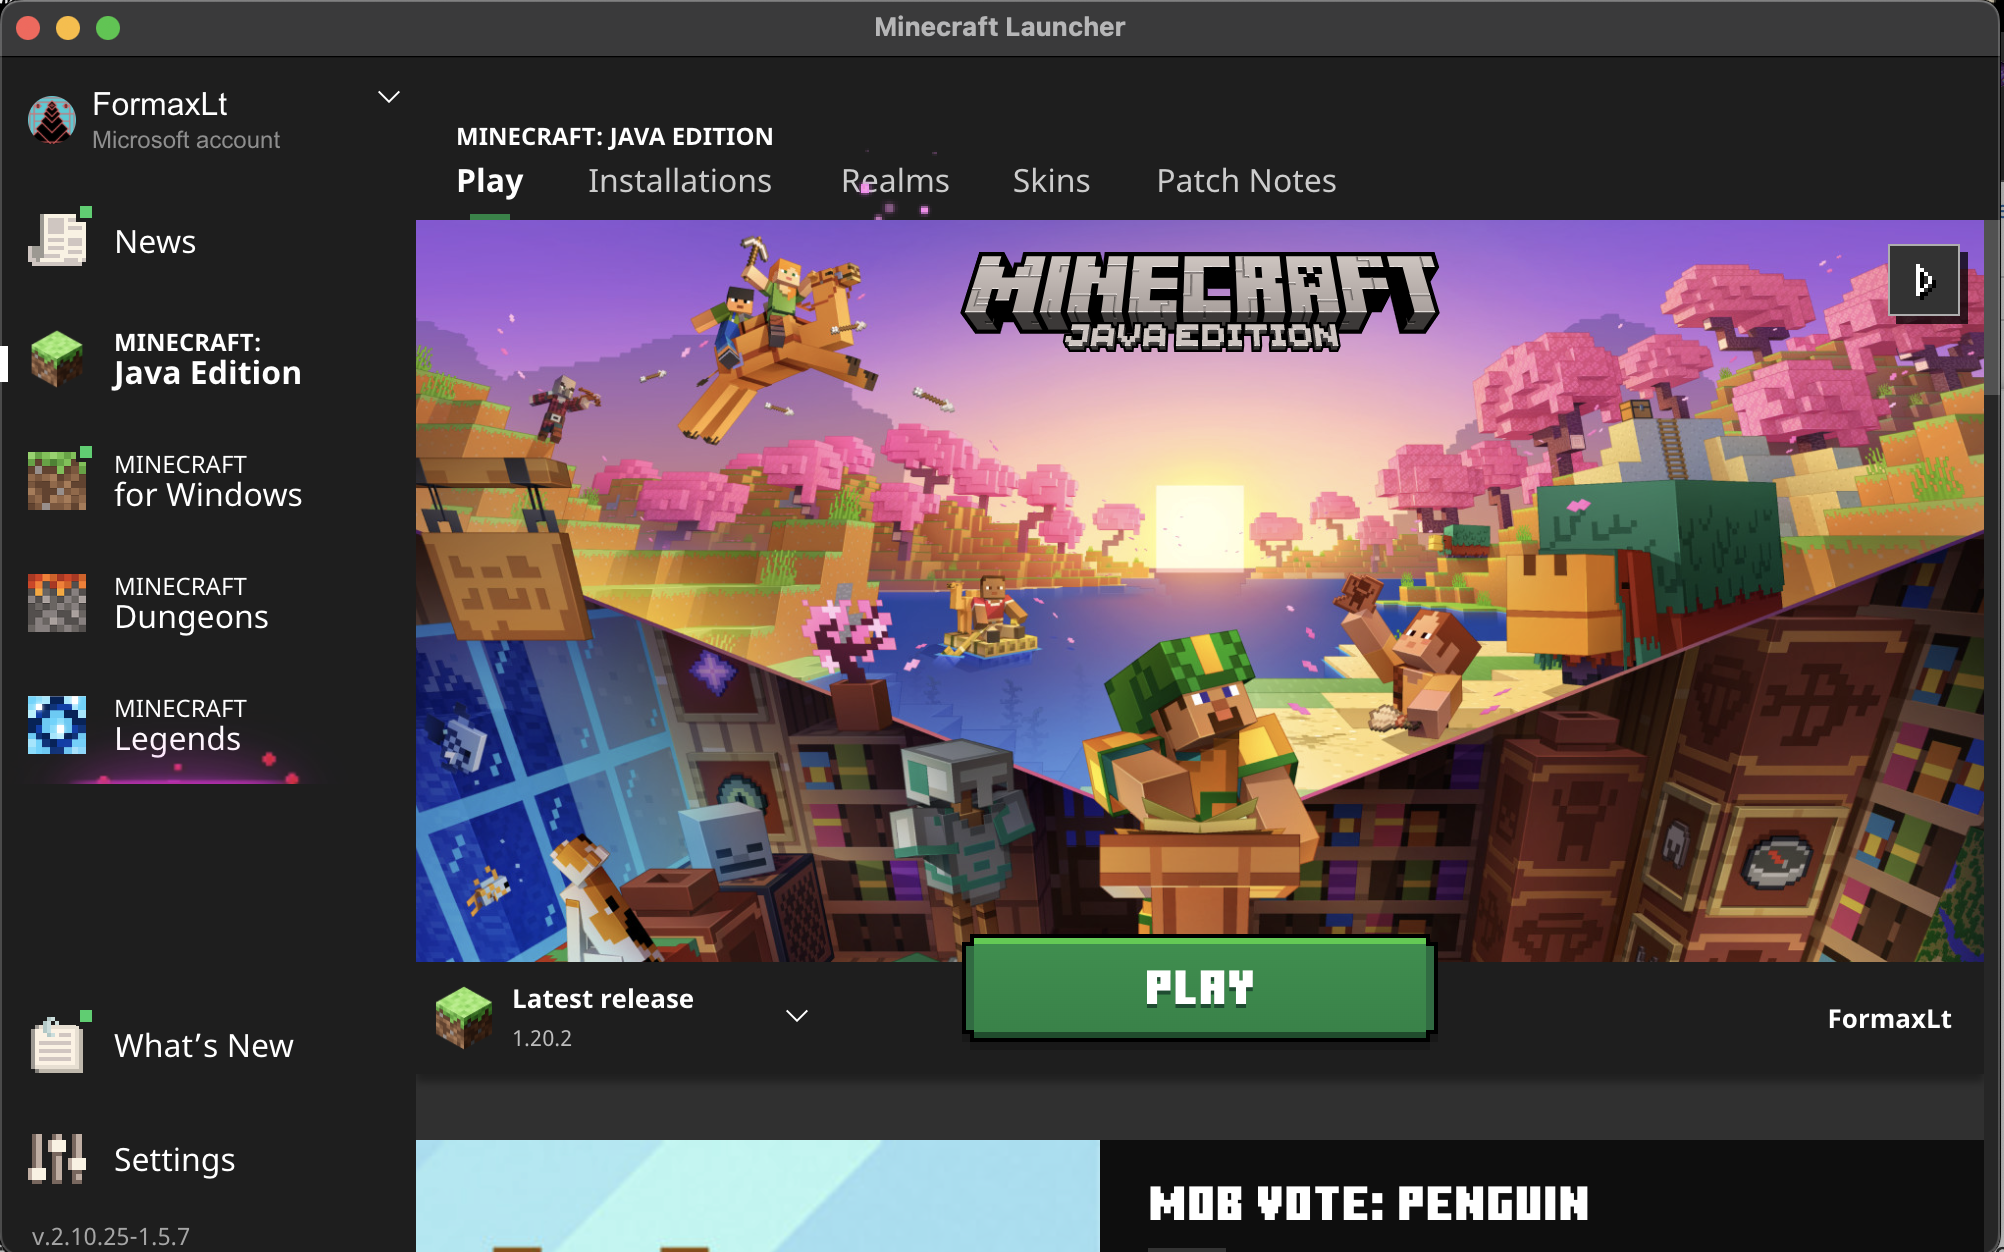 Minecraft Launcher
FormaxLt
Microsoft account
News
MINECRAFT:
Java Edition
MINECRAFT
for Windows
MINECRAFT
Dungeons
MINECRAFT
Legends
What's New
Settings
v.2.10.25-1.5.7
MINECRAFT: JAVA EDITION
Play Installations Realms Skins Patch Notes
MINECRAFT
JAVA EDITION
Latest release
1.20.2
PLAY
FormaxLt
MOB VOTE: PENGUIN